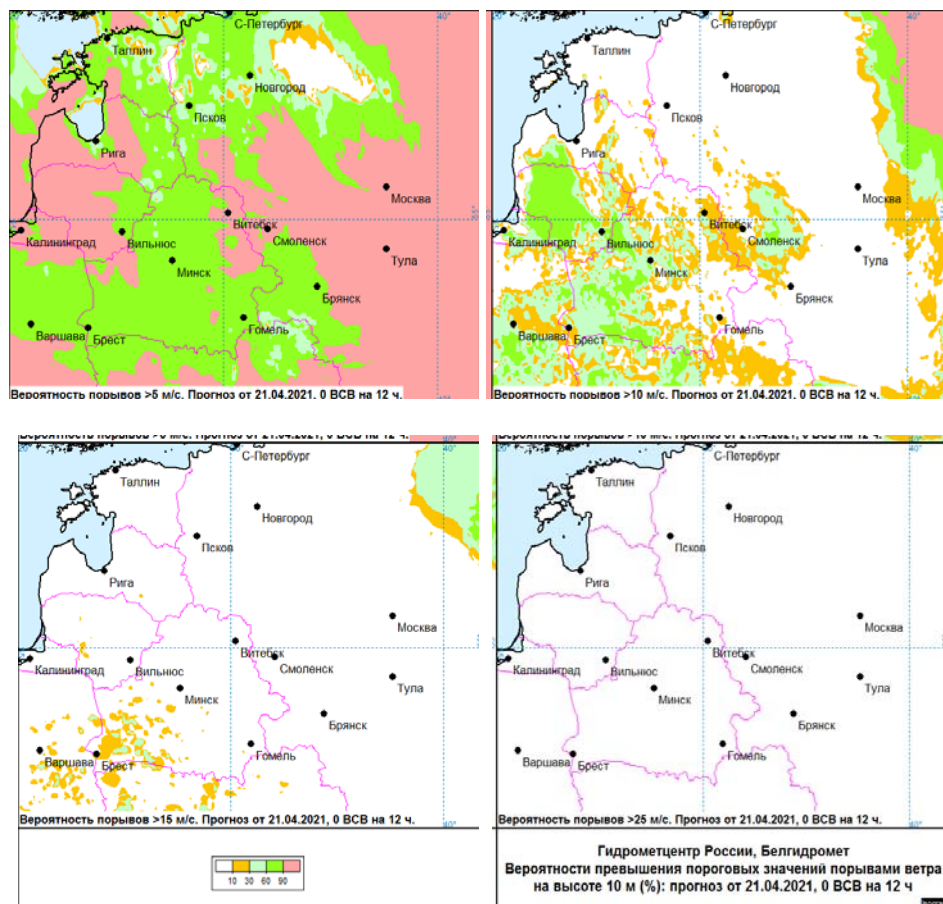 С-Петербург
40°
Таллин
Новгород
Псков
Рига
Москва
Витебск
Калининград
Вильнюс
Смоленск
Тула
Минск
Брянск
Гомель
Варшава
Брест
Вероятность порывов >5 м/с. Прогноз от 21.04.2021, 0 ВСВ на 12 ч.
С-Петербург
40°
Таллин
Новгород
Псков
Рига
Москва
Витебск
Калининград
Вильнюс
Смоленск
Тула
Минск
Брянск
Гомель
Варшава
Брест
Вероятность порывов >10 м/с. Прогноз от 21.04.2021, 0 ВСВ на 12 ч.
С-Петербург
40°
Таллин
Новгород
Псков
Рига
Москва
Витебск
Калининград
Вильнюс
Смоленск
Тула
Минск
Брянск
Гомель
Варшава
Брест
Вероятность порывов >15 м/с. Прогноз от 21.04.2021, 0 ВСВ на 12 ч.
40°
С-Петербург
40°
Таллин
Новгород
Псков
Рига
Москва
Витебск
Калининград
Вильнюс
Смоленск
Тула
Минск
Брянск
Гомель
Варшава
Брест
Вероятность порывов >25 м/с. Прогноз от 21.04.2021, 0 ВСВ на 12 ч.
40°
10 30 60 90
Гидрометцентр России, Белгидромет
Вероятности превышения пороговых значений порывами ветра
на высоте 10 м (%): прогноз от 21.04.2021, 0 ВСВ на 12 ч